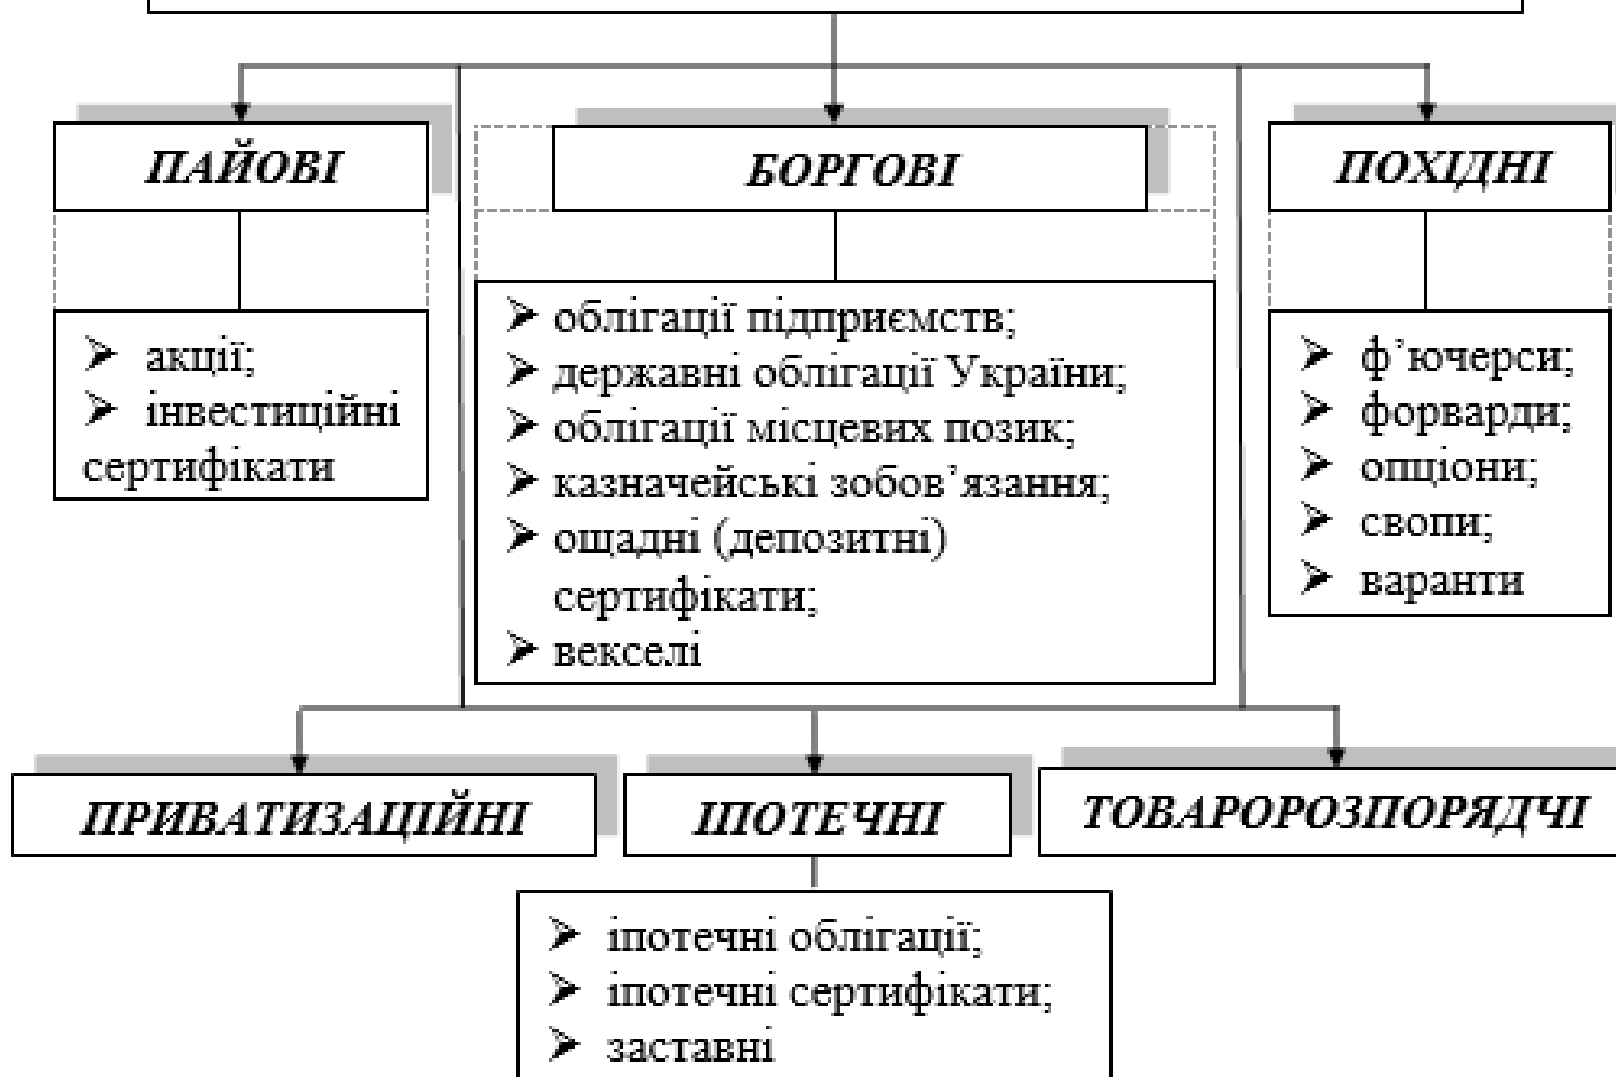 ПАЙОВІ
акції;
інвестиційні
сертифікати
БОРГОВІ
облігації підприємств;
державні облігації України;
облігації місцевих позик;
казначейські зобов’язання;
ощадні (депозитні)
сертифікати;
векселі
ПОХІДНІ
ф’ючерси;
форварди;
опціони;
свопи;
варанти
ПРИВАТИЗАЦІЙНІ
ІПОТЕЧНІ
іпотечні облігації;
іпотечні сертифікати;
заставні
ТОВАРОРОЗПОРЯДЧІ